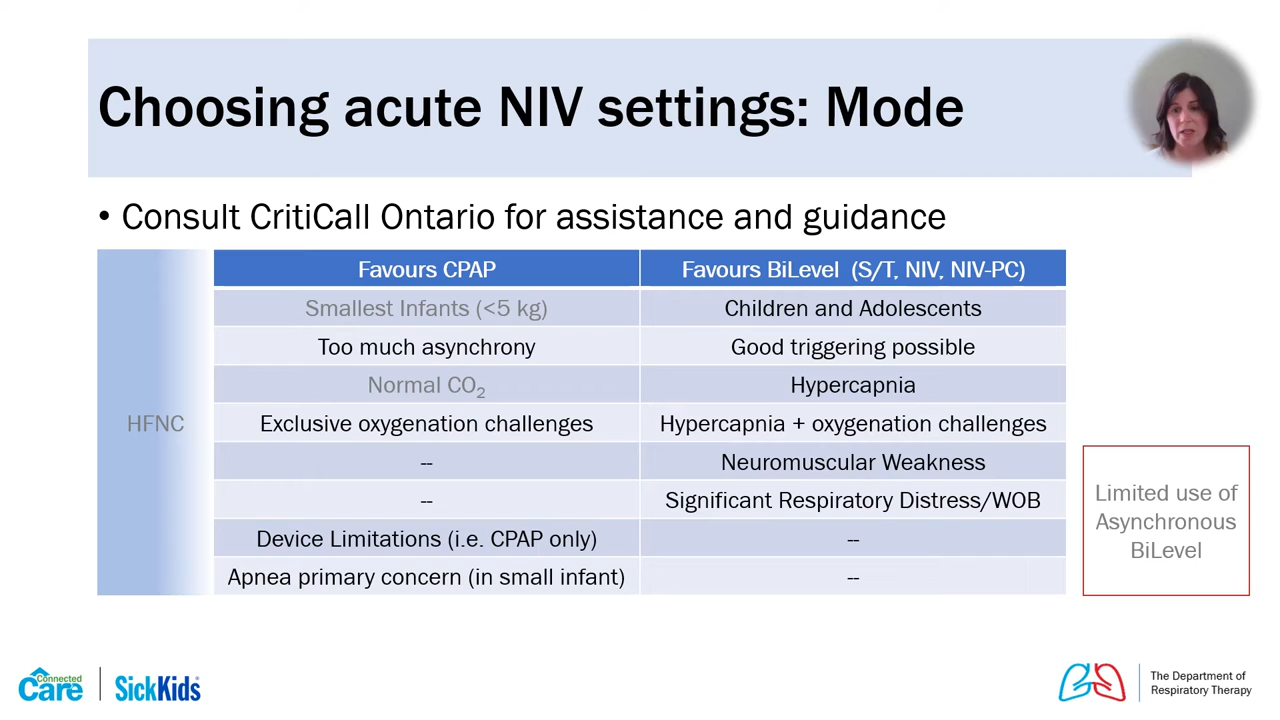 Choosing acute NIV settings: Mode
• Consult CritiCall Ontario for assistance and guidance
Favours CPAP Favours BiLevel (S/T, NIV, NIV-PC)
Smallest Infants (<5 kg) Children and Adolescents
Too much asynchrony Good triggering possible
Normal CO₂ Hypercapnia
HFNC Exclusive oxygenation challenges Hypercapnia + oxygenation challenges
-- Neuromuscular Weakness
-- Significant Respiratory Distress/WOB
Device Limitations (i.e. CPAP only) --
Apnea primary concern (in small infant) --
Limited use of
Asynchronous
BiLevel
Connected
Care
SickKids
The Department of
Respiratory Therapy